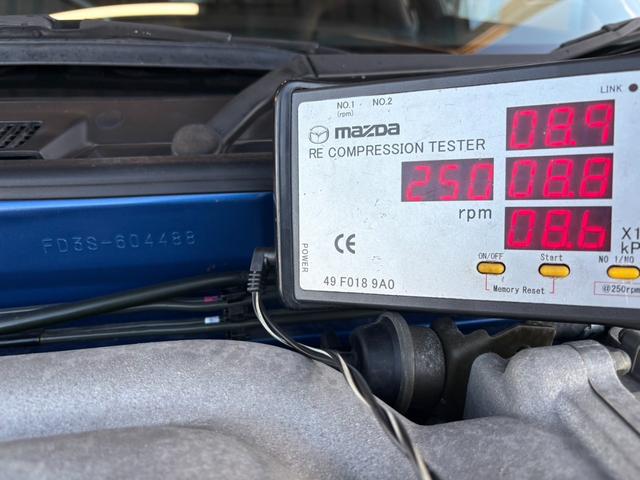 NO.1 NO.2
(rpm)
LINK
mazda
RE COMPRESSION TESTER
08.9
250 08.8
rpm 08.6
X1
kP
FD3S-604488
POWER
CE
ON/OFF Start NO 1/NO
Memory Reset @250rpm
49 F018 9A0